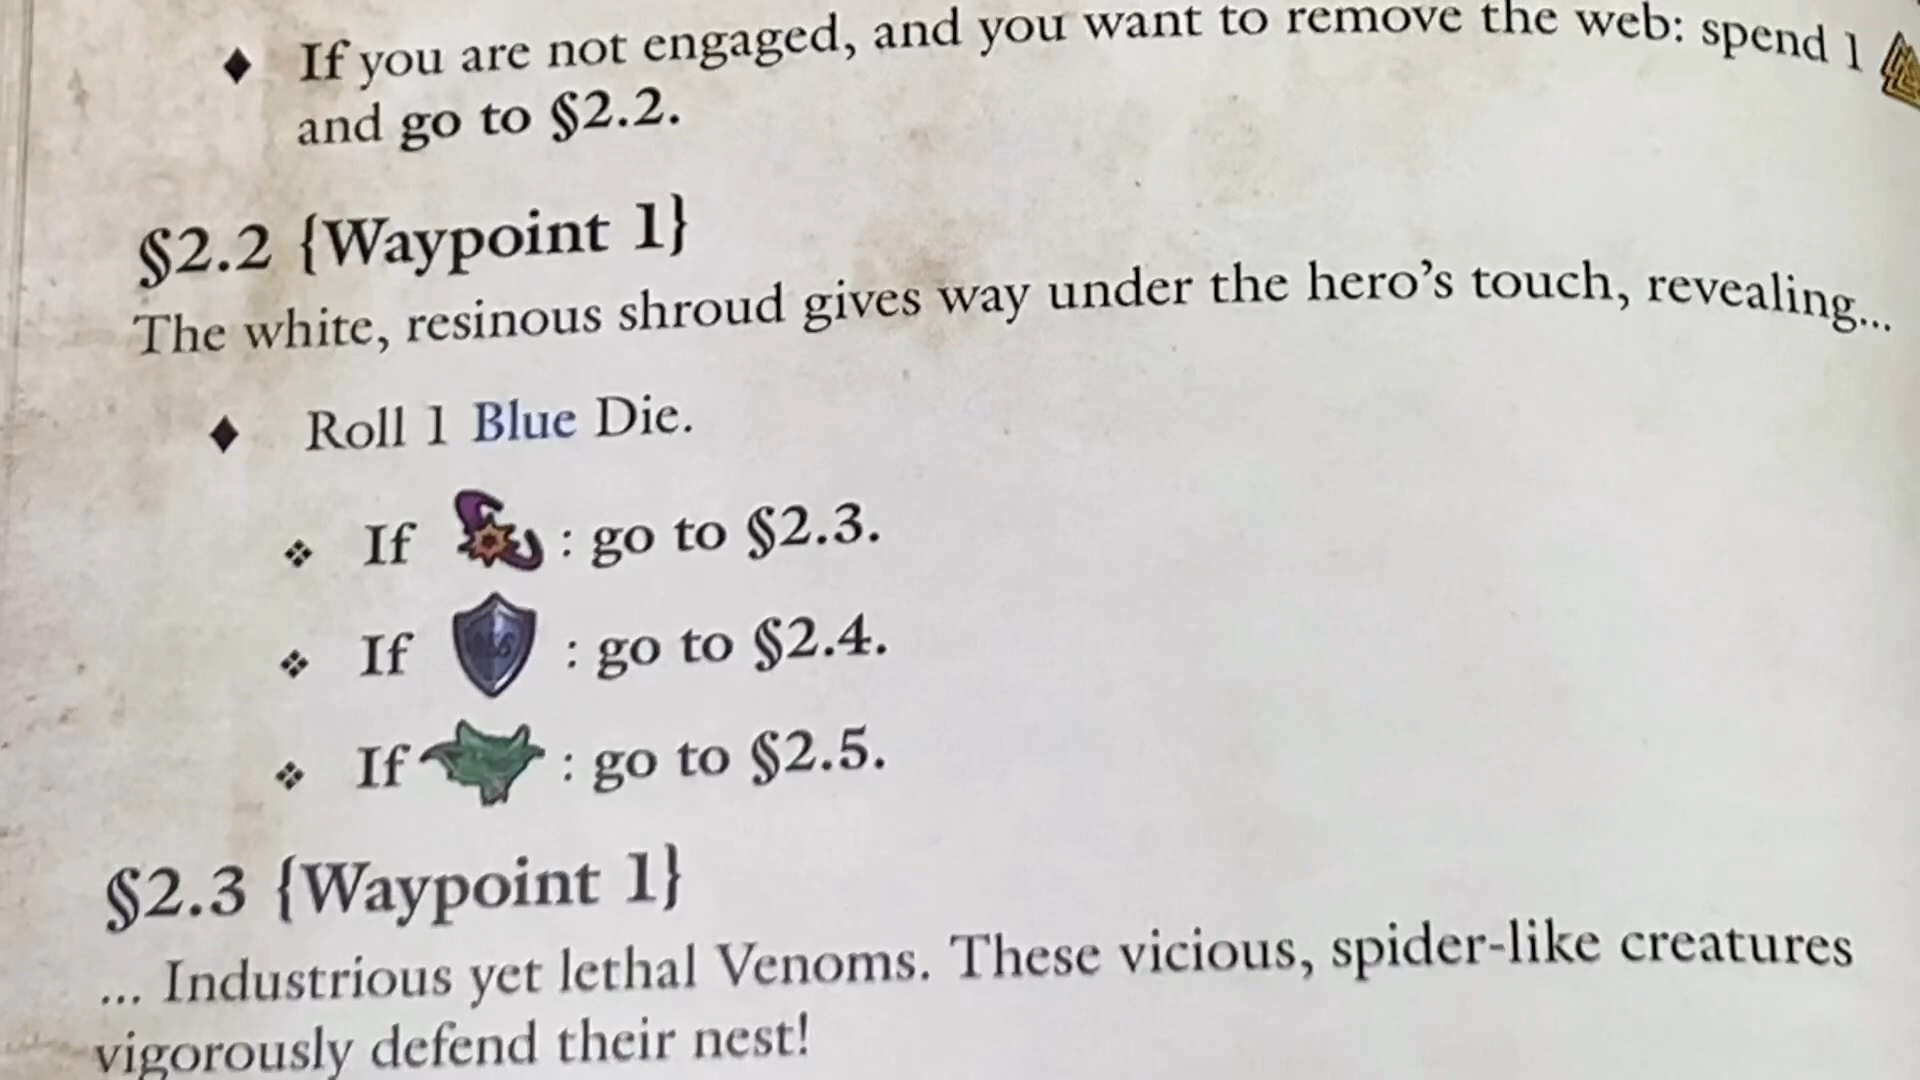 ♦ If you are not engaged, and you want to remove the web: spend 1
and go to §2.2.
§2.2 {Waypoint 1}
The white, resinous shroud gives way under the hero's touch, revealing...
♦ Roll 1 Blue Die.
❖ If : go to §2.3.
❖ If : go to §2.4.
❖ If : go to §2.5.
§2.3 {Waypoint 1}
... Industrious yet lethal Venoms. These vicious, spider-like creatures
vigorously defend their nest!